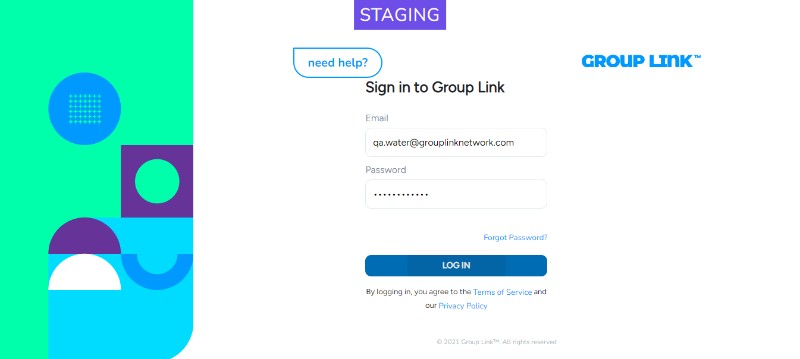 STAGING
need help?
GROUP LINK™
Sign in to Group Link
Email
qa.water@grouplinknetwork.com
Password
••••••••••••
Forgot Password?
LOG IN
By logging in, you agree to the Terms of Service and
our Privacy Policy
© 2021 Group Link™. All rights reserved